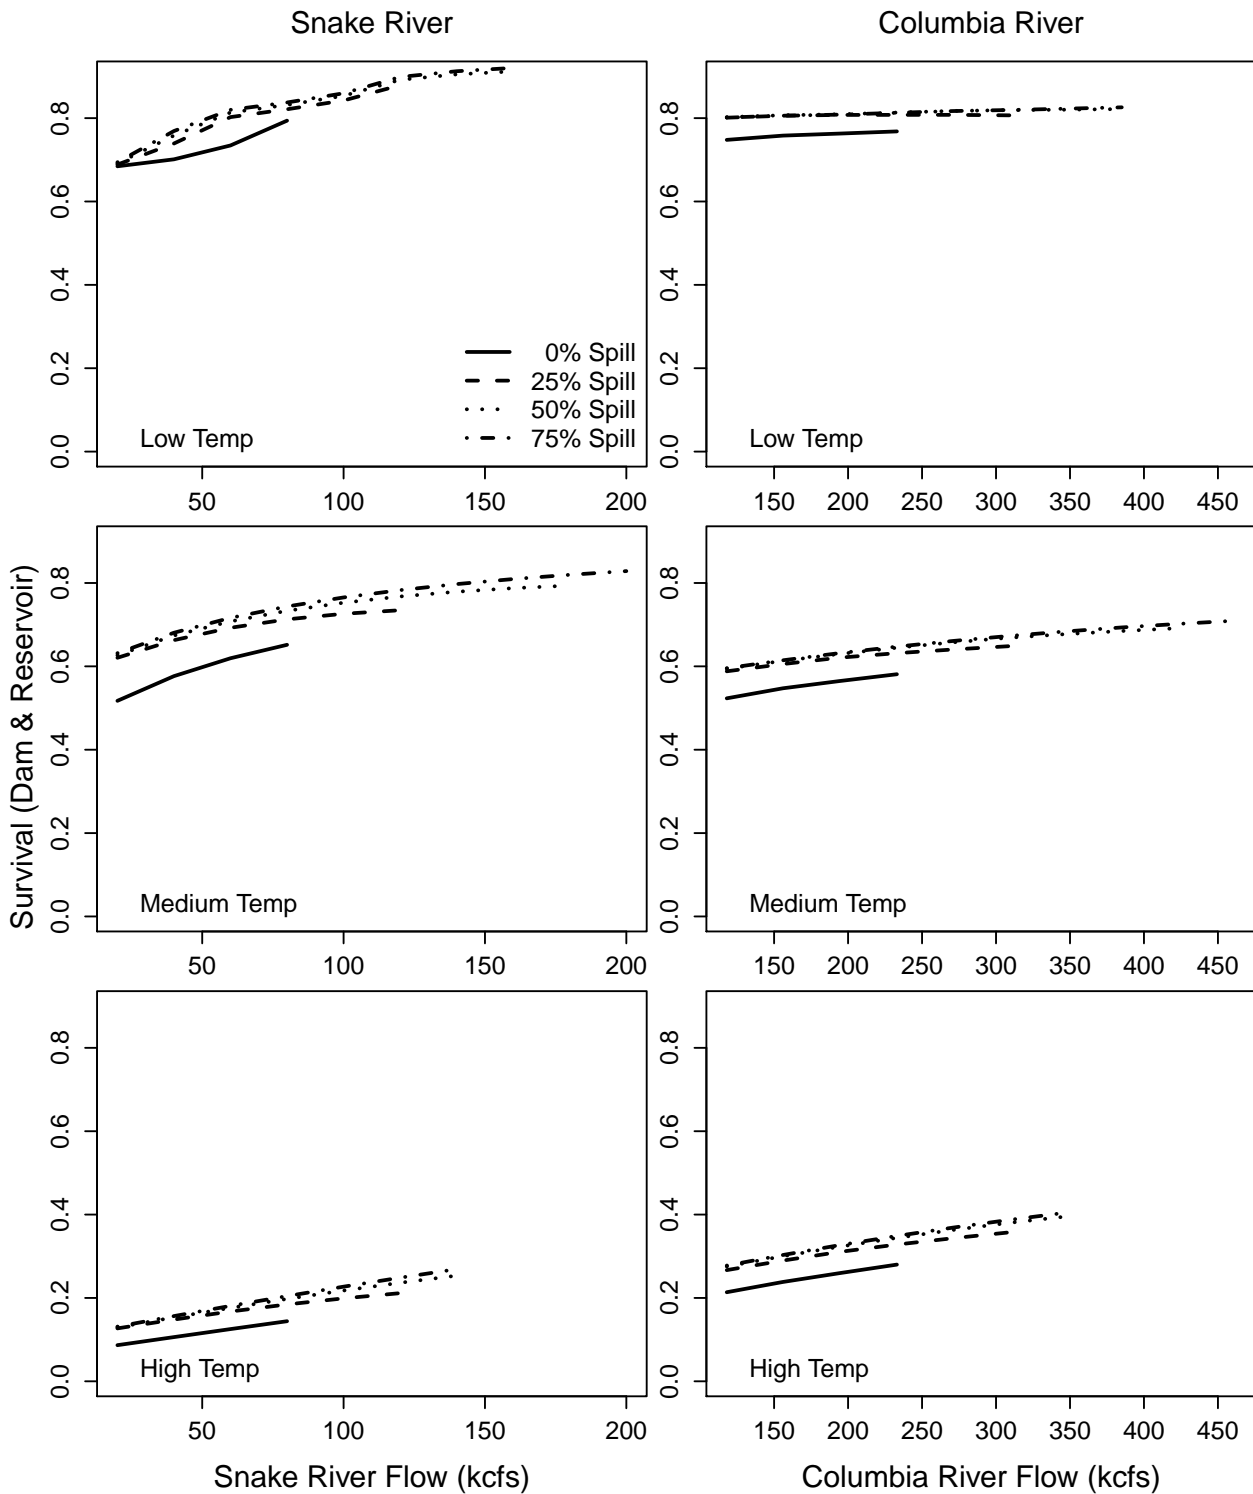 Snake River
Columbia River
0.0 0.2 0.4 0.6 0.8
0% Spill
25% Spill
50% Spill
75% Spill
Low Temp
50 100 150 200
Low Temp
150 200 250 300 350 400 450
Survival (Dam & Reservoir)
0.0 0.2 0.4 0.6 0.8
Medium Temp
50 100 150 200
0.0 0.2 0.4 0.6 0.8
Medium Temp
150 200 250 300 350 400 450
0.0 0.2 0.4 0.6 0.8
High Temp
50 100 150 200
0.0 0.2 0.4 0.6 0.8
High Temp
150 200 250 300 350 400 450
0.0 0.2 0.4 0.6 0.8
Snake River Flow (kcfs)
Columbia River Flow (kcfs)